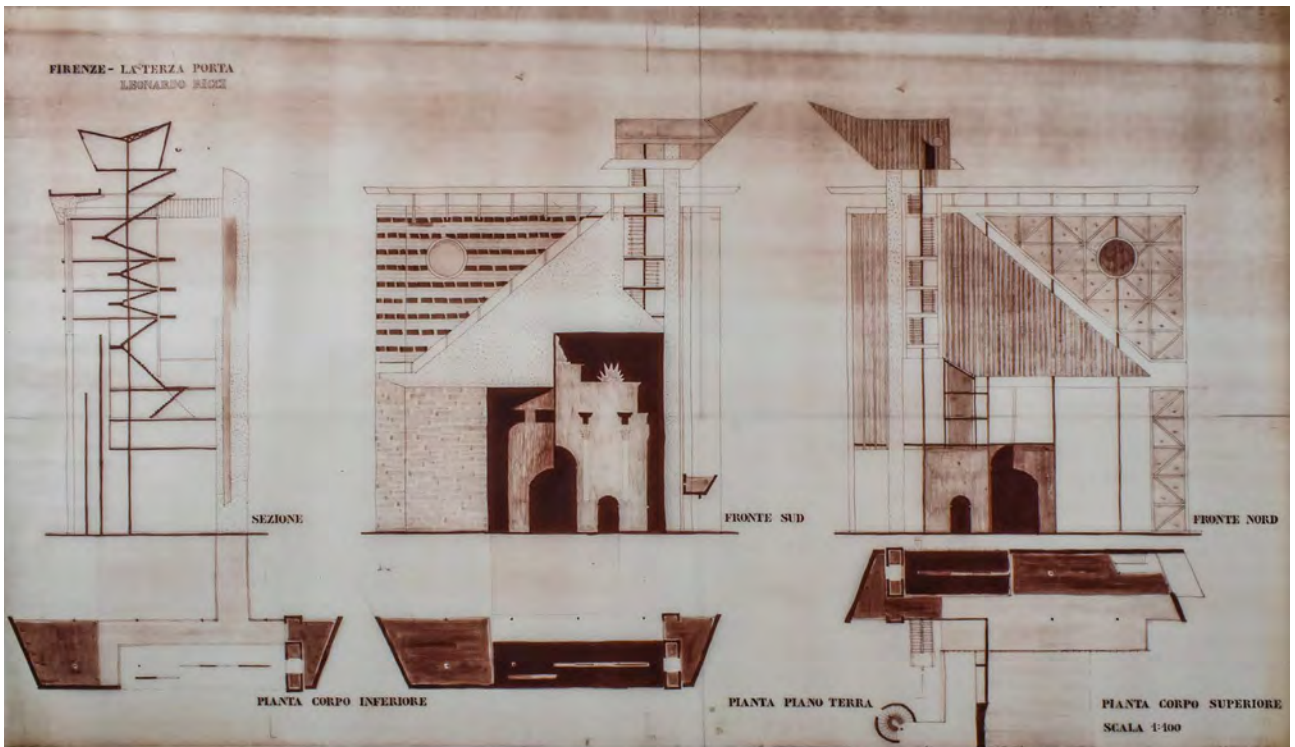 FIRENZE - LA TERZA PORTA
LEONARDO RICCI
SEZIONE
FRONTE SUD
FRONTE NORD
PIANTA CORPO INFERIORE
PIANTA PIANO TERRA
PIANTA CORPO SUPERIORE
SCALA 1:100